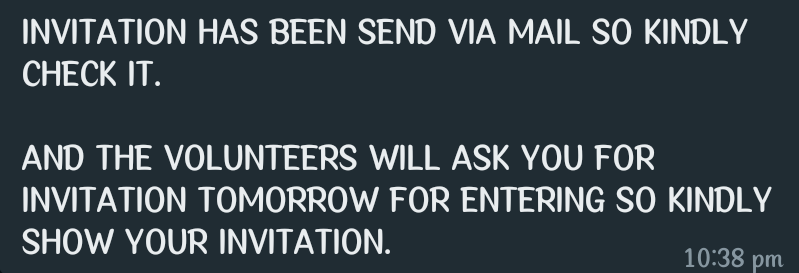 INVITATION HAS BEEN SEND VIA MAIL SO KINDLY
CHECK IT.
AND THE VOLUNTEERS WILL ASK YOU FOR
INVITATION TOMORROW FOR ENTERING SO KINDLY
SHOW YOUR INVITATION.
10:38 pm